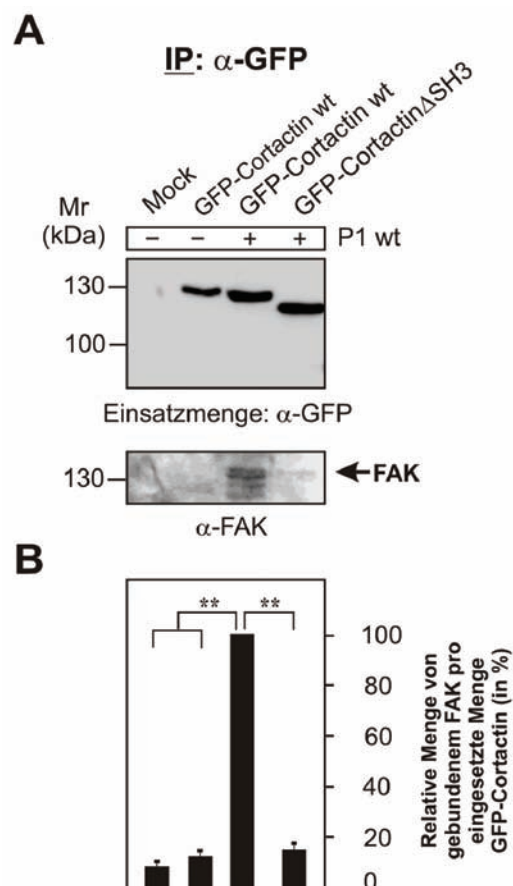 A
IP: α-GFP
Mock
GFP-Cortactin wt
GFP-Cortactin wt
GFP-CortactinΔSH3
Mr
(kDa)
– – + + P1 wt
130
100
Einsatzmenge: α-GFP
130
FAK
α-FAK
B
** **
100
80
60
40
20
0
Relative Menge von
gebundenem FAK pro
eingesetzte Menge
GFP-Cortactin (in %)